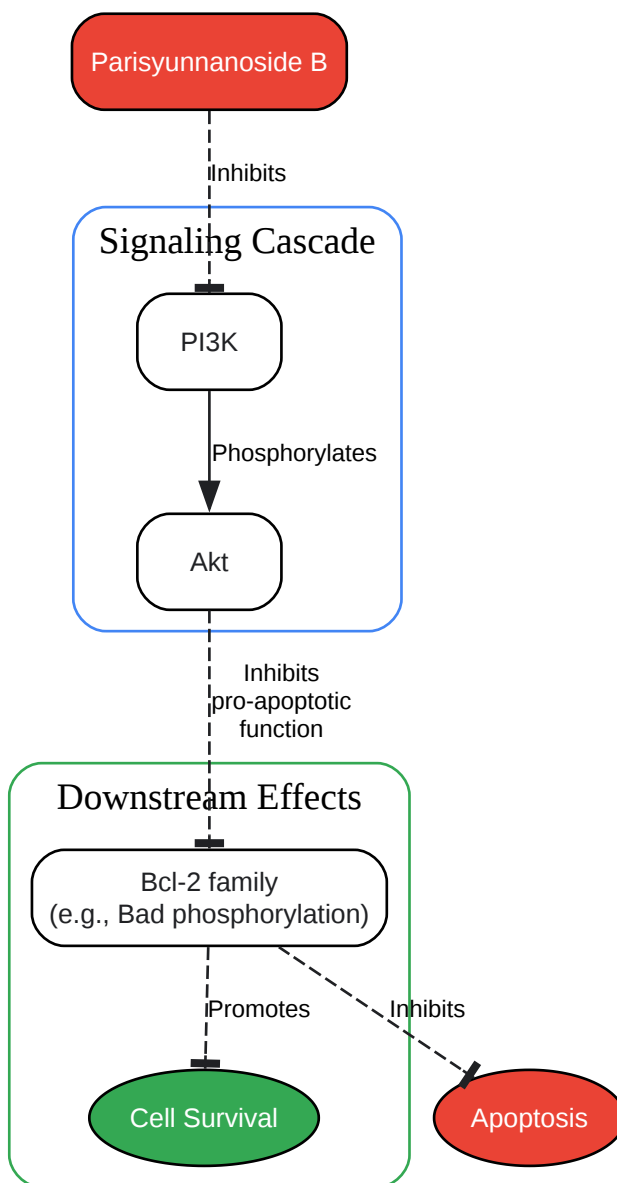 Parisyunnanoside B
Inhibits
Signaling Cascade
PI3K
Phosphorylates
Akt
Inhibits
pro-apoptotic
function
Downstream Effects
Bcl-2 family
(e.g., Bad phosphorylation)
Promotes
Inhibits
Cell Survival
Apoptosis